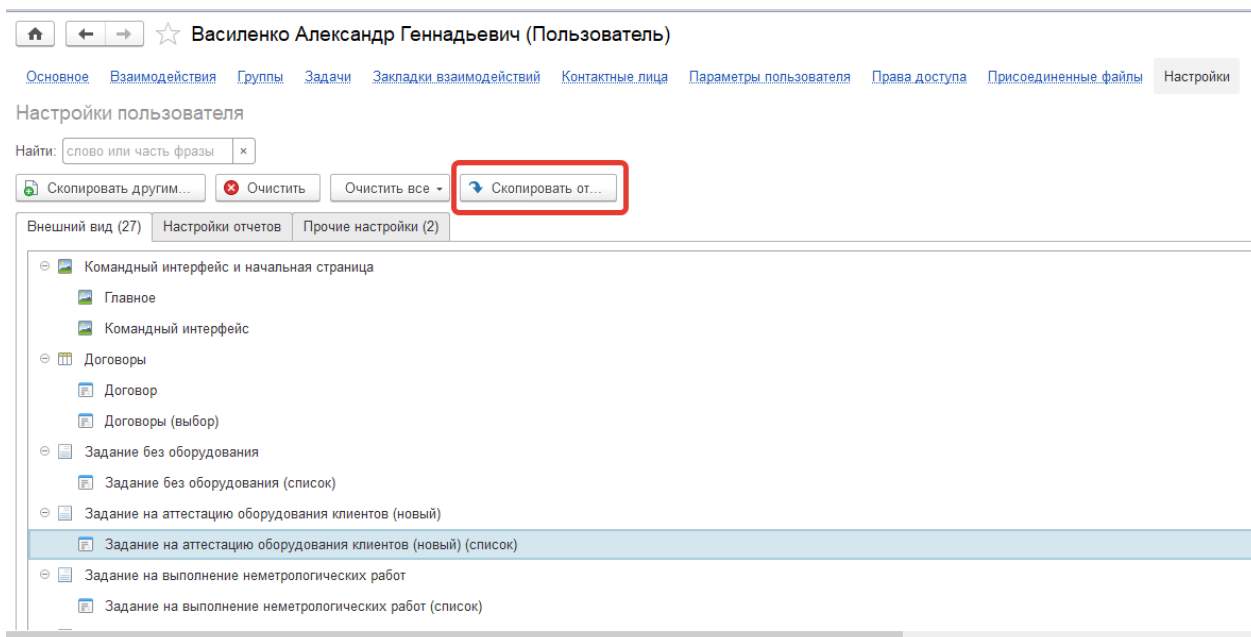 Василенко Александр Геннадьевич (Пользователь)
Основное Взаимодействия Группы Задачи Закладки взаимодействий Контактные лица Параметры пользователя Права доступа Присоединенные файлы Настройки
Настройки пользователя
Найти: слово или часть фразы ×
Скопировать другим... Очистить Очистить все Скопировать от...
Внешний вид (27) Настройки отчетов Прочие настройки (2)
Командный интерфейс и начальная страница
Главное
Командный интерфейс
Договоры
Договор
Договоры (выбор)
Задание без оборудования
Задание без оборудования (список)
Задание на аттестацию оборудования клиентов (новый)
Задание на аттестацию оборудования клиентов (новый) (список)
Задание на выполнение неметрологических работ
Задание на выполнение неметрологических работ (список)